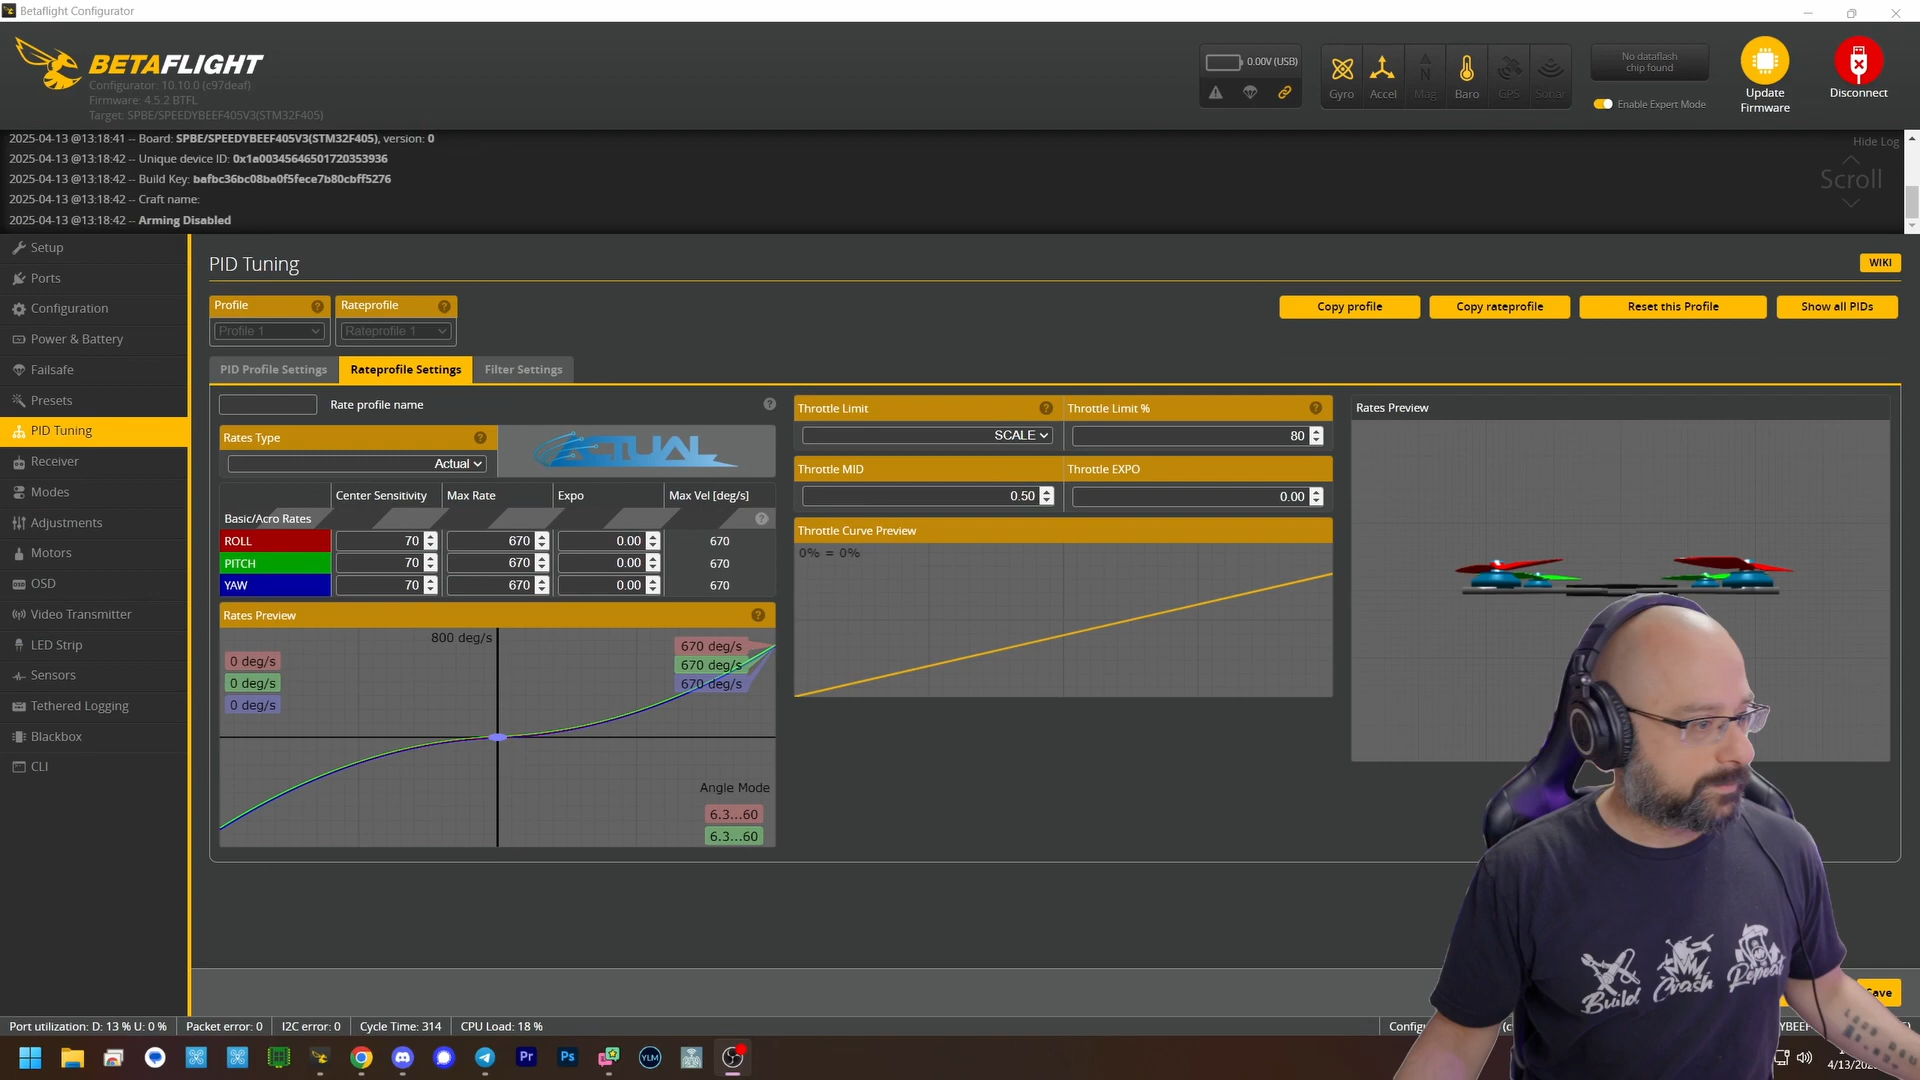 Betaflight Configurator
BETAFLIGHT
Configurator: 10.10.0 (c97deaf)
Firmware: 4.5.2 BTFL
Target: SPBE/SPEEDYBEEF405V3(STM32F405)
0.00V (USB)
Gyro
Accel
Mag
Baro
GPS
Sonar
No dataflash
chip found
Enable Expert Mode
Update
Firmware
Disconnect
2025-04-13 @13:18:41 -- Board: SPBE/SPEEDYBEEF405V3(STM32F405), version: 0
2025-04-13 @13:18:42 -- Unique device ID: 0x1a00345646501720353936
2025-04-13 @13:18:42 -- Build Key: bafbc36bc08ba0f5fece7b80cbff5276
2025-04-13 @13:18:42 -- Craft name:
2025-04-13 @13:18:42 -- Arming Disabled
Hide Log
Scroll
Setup
Ports
Configuration
Power & Battery
Failsafe
Presets
PID Tuning
Receiver
Modes
Adjustments
Motors
OSD
Video Transmitter
LED Strip
Sensors
Tethered Logging
Blackbox
CLI
PID Tuning
WIKI
Profile
Rateprofile
Profile 1
Rateprofile 1
Copy profile
Copy rateprofile
Reset this Profile
Show all PIDs
PID Profile Settings
Rateprofile Settings
Filter Settings
Rate profile name
Rates Type
Actual
ACTUAL
Center Sensitivity Max Rate Expo Max Vel [deg/s]
Basic/Acro Rates
ROLL 70 670 0.00 670
PITCH 70 670 0.00 670
YAW 70 670 0.00 670
Rates Preview
800 deg/s
0 deg/s
0 deg/s
0 deg/s
670 deg/s
670 deg/s
670 deg/s
Angle Mode
6.3...60
6.3...60
Throttle Limit
Throttle Limit %
SCALE
80
Throttle MID
Throttle EXPO
0.50
0.00
Throttle Curve Preview
0% = 0%
Rates Preview
Build
Crash
Repeat
Save
Port utilization: D: 13 % U: 0 %
Packet error: 0
I2C error: 0
Cycle Time: 314
CPU Load: 18 %
Pr
Ps
YLM